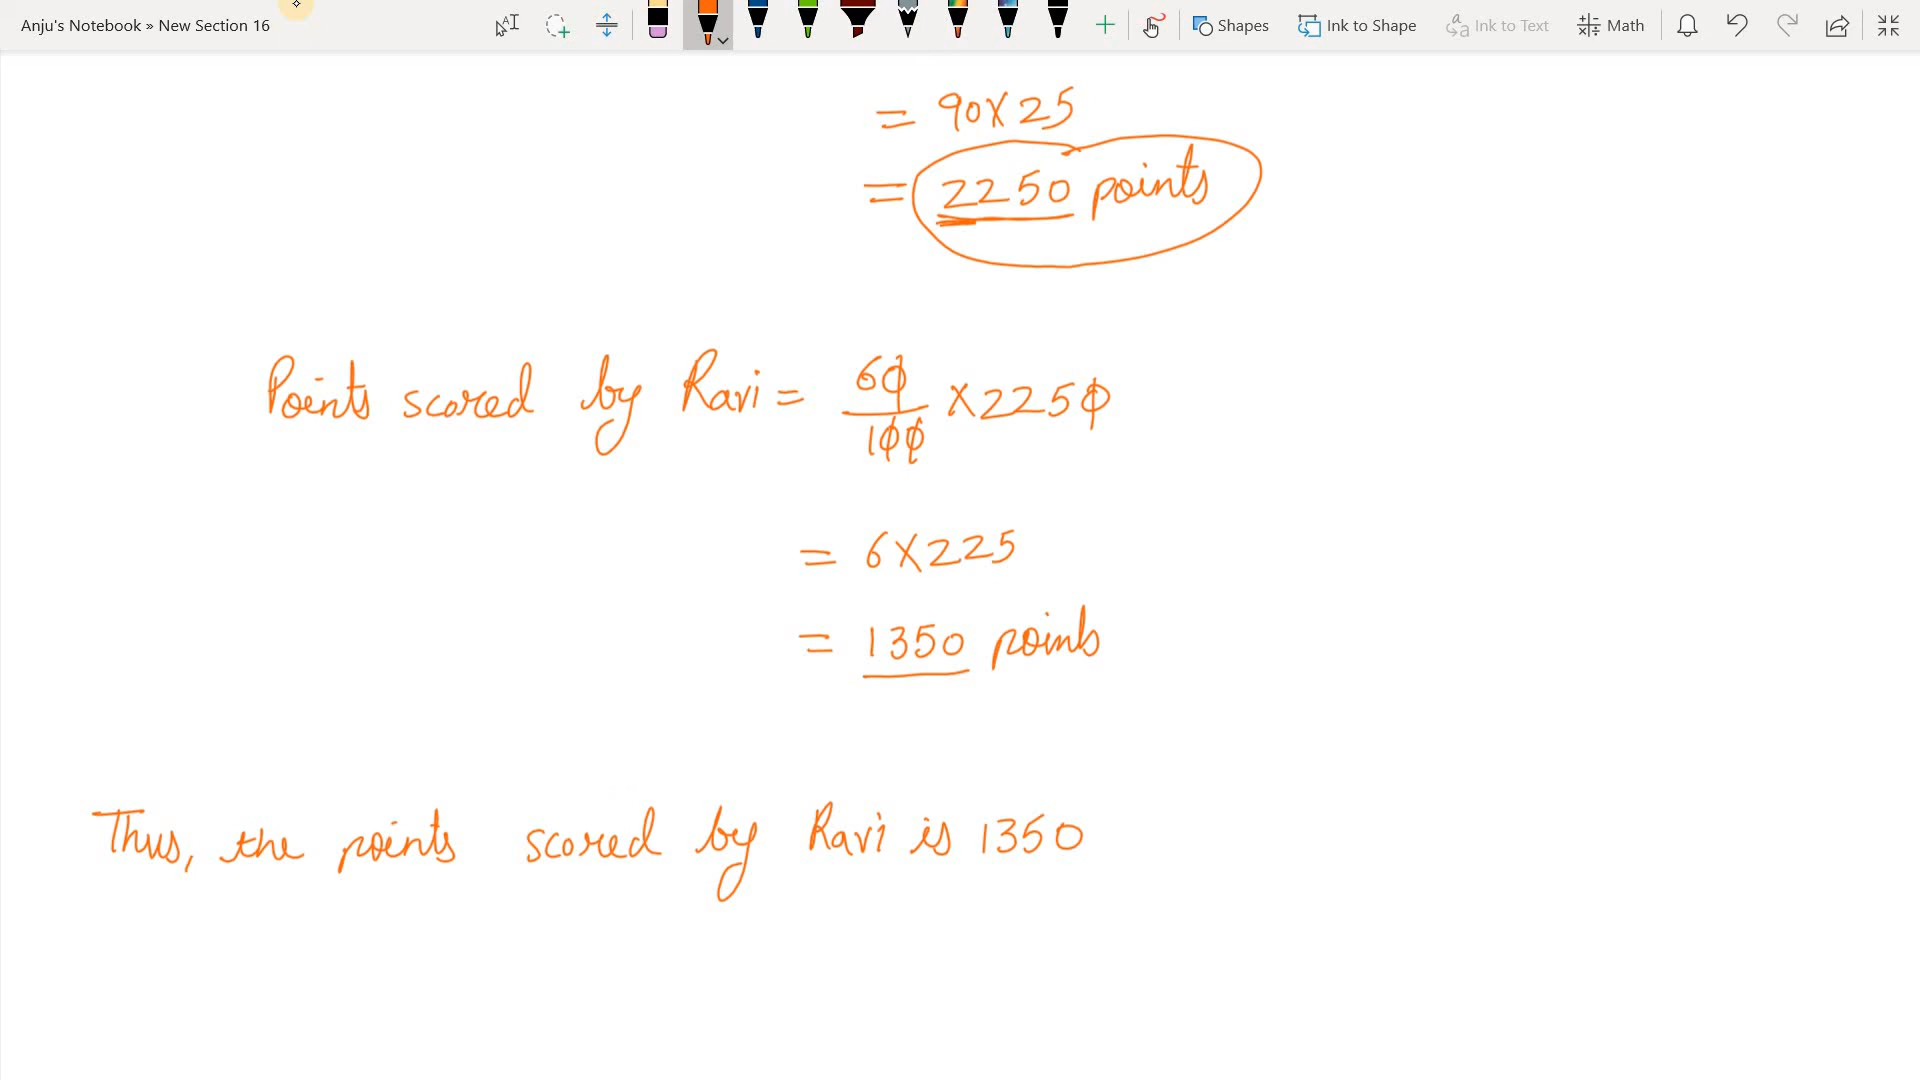 Anju's Notebook » New Section 16
Shapes Ink to Shape Ink to Text Math
= 90 X 25
= 2250 points
Points scored by Ravi = 60/100 X 2250
= 6 X 225
= 1350 points
Thus, the points scored by Ravi is 1350